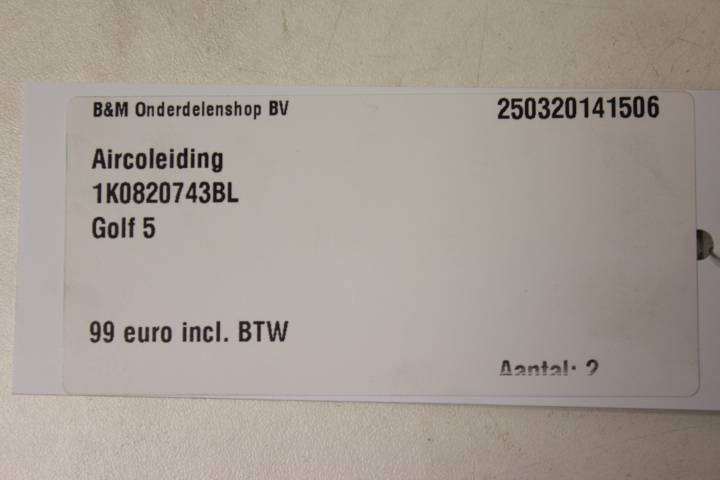 B&M Onderdelenshop BV
250320141506
Aircoleiding
1K0820743BL
Golf 5
99 euro incl. BTW
Aantal: 2